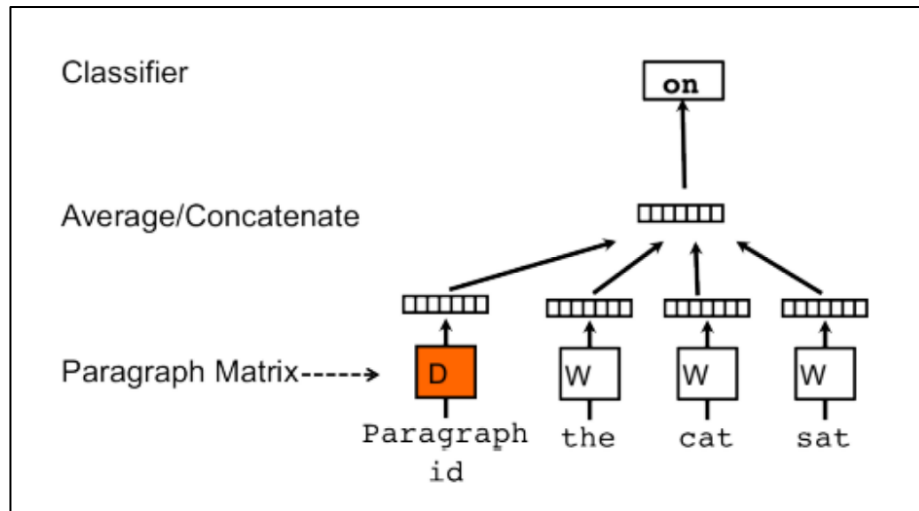 Classifier
on
Average/Concatenate
Paragraph Matrix
D
W
W
W
Paragraph
id
the
cat
sat